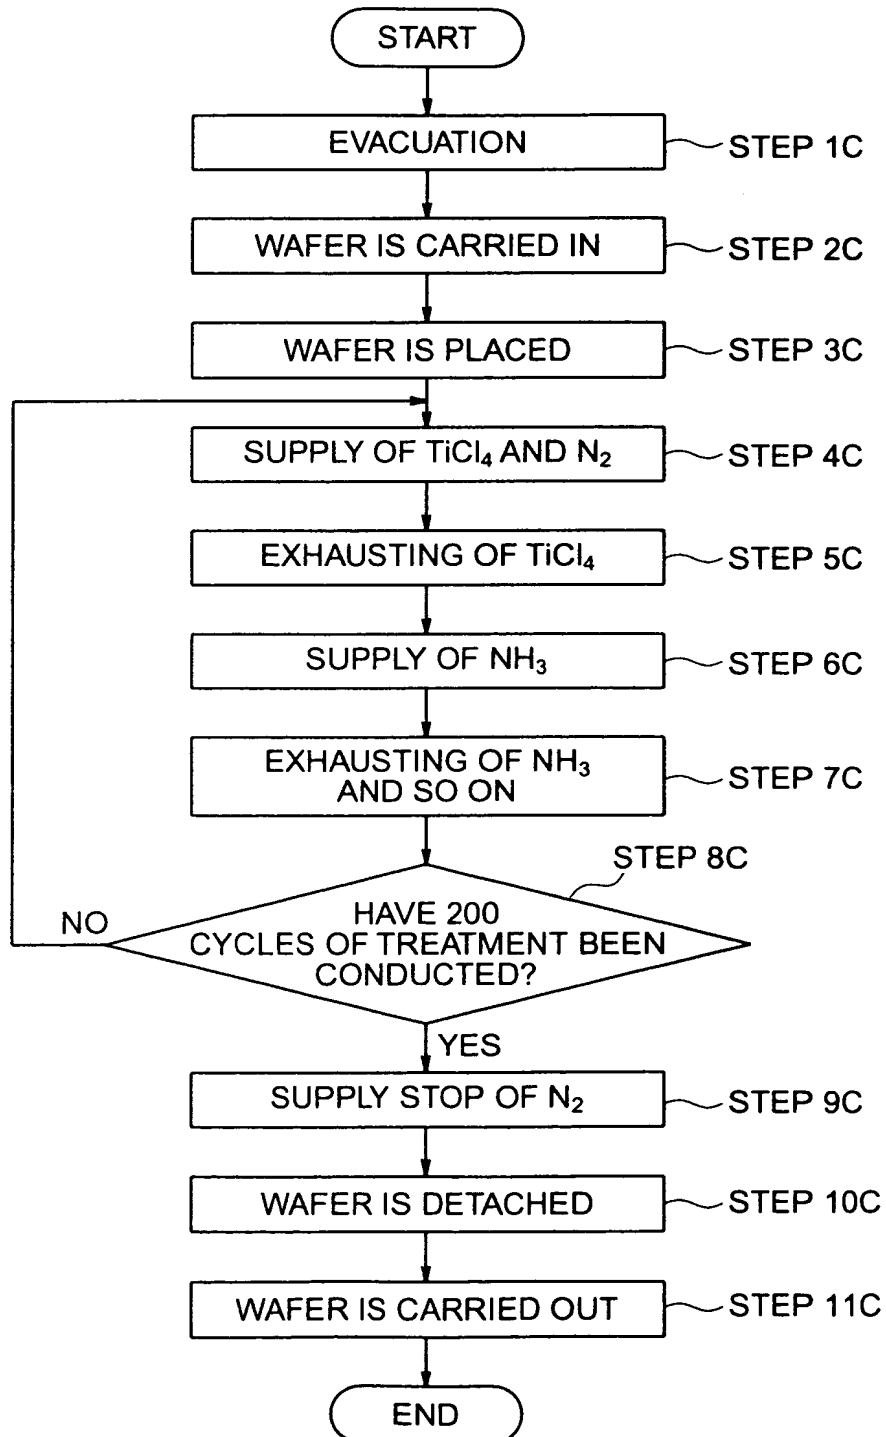 START
EVACUATION
STEP 1C
WAFER IS CARRIED IN
STEP 2C
WAFER IS PLACED
STEP 3C
SUPPLY OF TiCl₄ AND N₂
STEP 4C
EXHAUSTING OF TiCl₄
STEP 5C
SUPPLY OF NH₃
STEP 6C
EXHAUSTING OF NH₃
AND SO ON
STEP 7C
STEP 8C
NO
HAVE 200
CYCLES OF TREATMENT BEEN
CONDUCTED?
YES
SUPPLY STOP OF N₂
STEP 9C
WAFER IS DETACHED
STEP 10C
WAFER IS CARRIED OUT
STEP 11C
END